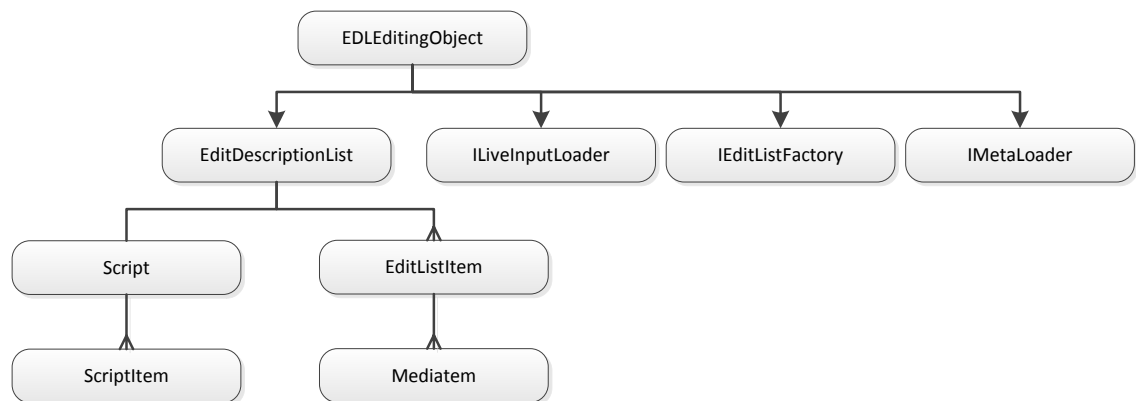 EDLEditingObject
EditDescriptionList
ILiveInputLoader
IEditListFactory
IMetaLoader
Script
EditListItem
ScriptItem
Mediatem